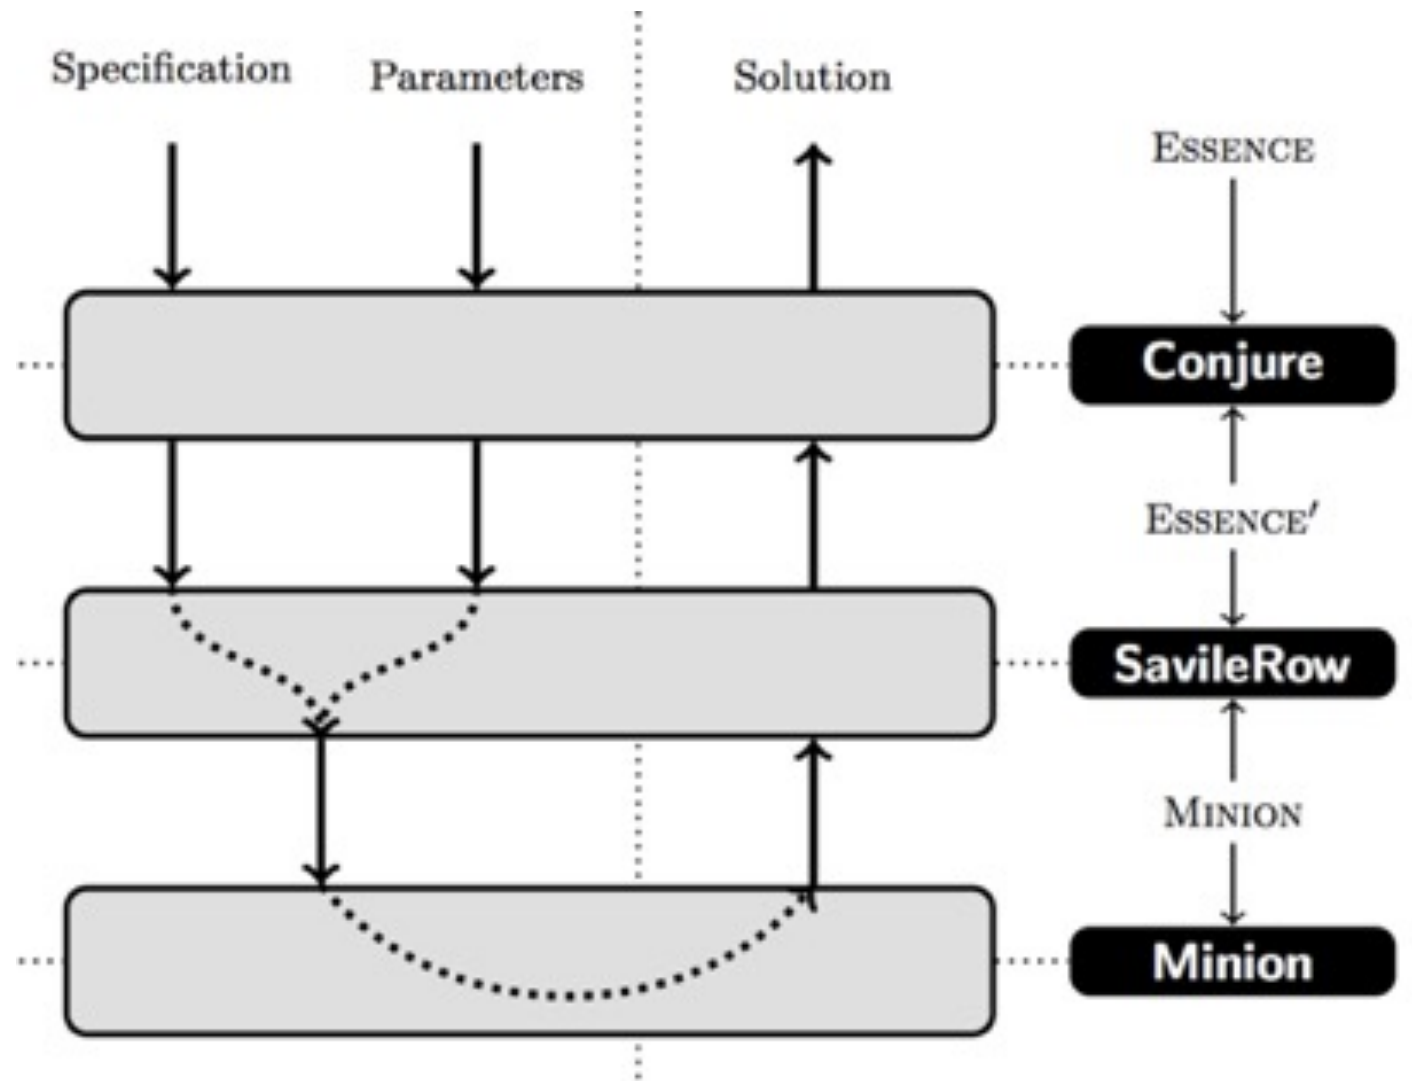 Specification
Parameters
Solution
ESSENCE
Conjure
ESSENCE′
SavileRow
MINION
Minion